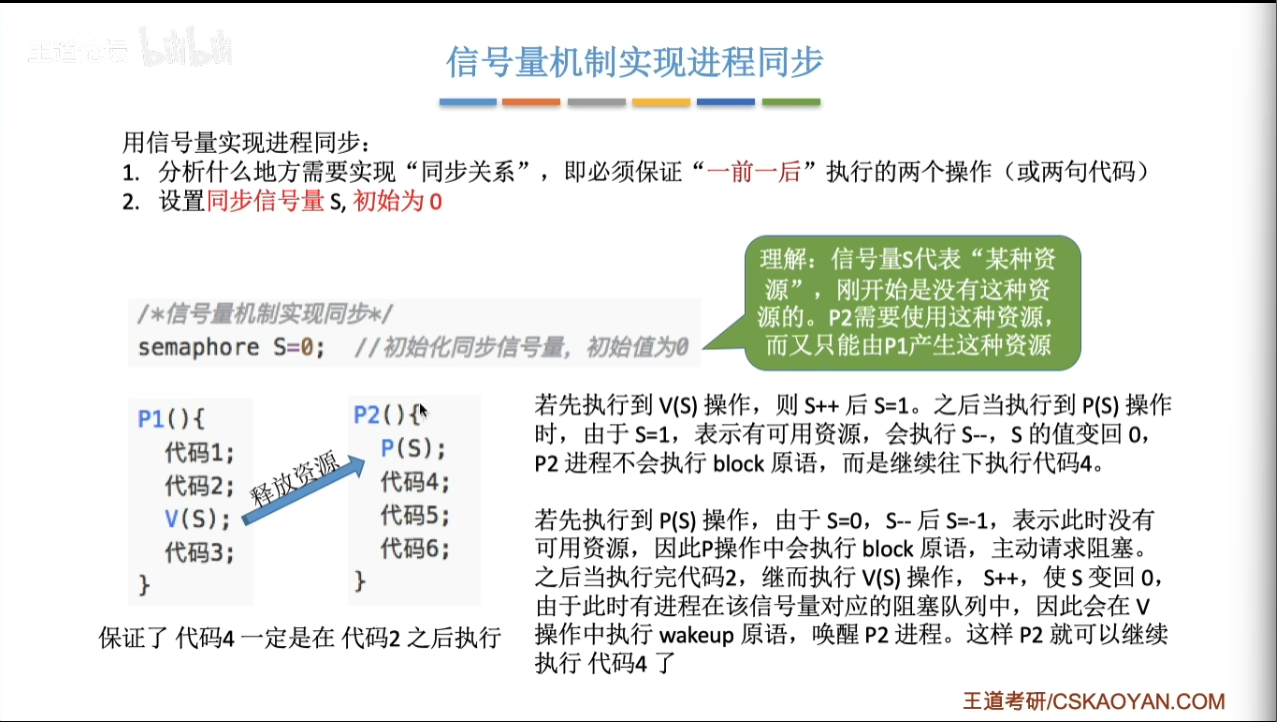 王道论坛 bilibili
信号量机制实现进程同步
用信号量实现进程同步：
1. 分析什么地方需要实现“同步关系”，即必须保证“一前一后”执行的两个操作（或两句代码）
2. 设置同步信号量 S, 初始为 0
理解：信号量S代表“某种资
源”，刚开始是没有这种资
源的。P2需要使用这种资源，
而又只能由P1产生这种资源
/*信号量机制实现同步*/
semaphore S=0; //初始化同步信号量，初始值为0
P1(){
代码1;
代码2;
V(S);
代码3;
}
释放资源
P2(){
P(S);
代码4;
代码5;
代码6;
}
保证了 代码4 一定是在 代码2 之后执行
若先执行到 V(S) 操作，则 S++ 后 S=1。之后当执行到 P(S) 操作
时，由于 S=1，表示有可用资源，会执行 S--，S 的值变回 0，
P2 进程不会执行 block 原语，而是继续往下执行代码4。
若先执行到 P(S) 操作，由于 S=0，S-- 后 S=-1，表示此时没有
可用资源，因此P操作中会执行 block 原语，主动请求阻塞。
之后当执行完代码2，继而执行 V(S) 操作， S++，使 S 变回 0，
由于此时有进程在该信号量对应的阻塞队列中，因此会在 V
操作中执行 wakeup 原语，唤醒 P2 进程。这样 P2 就可以继续
执行 代码4 了
王道考研/CSKAOYAN.COM